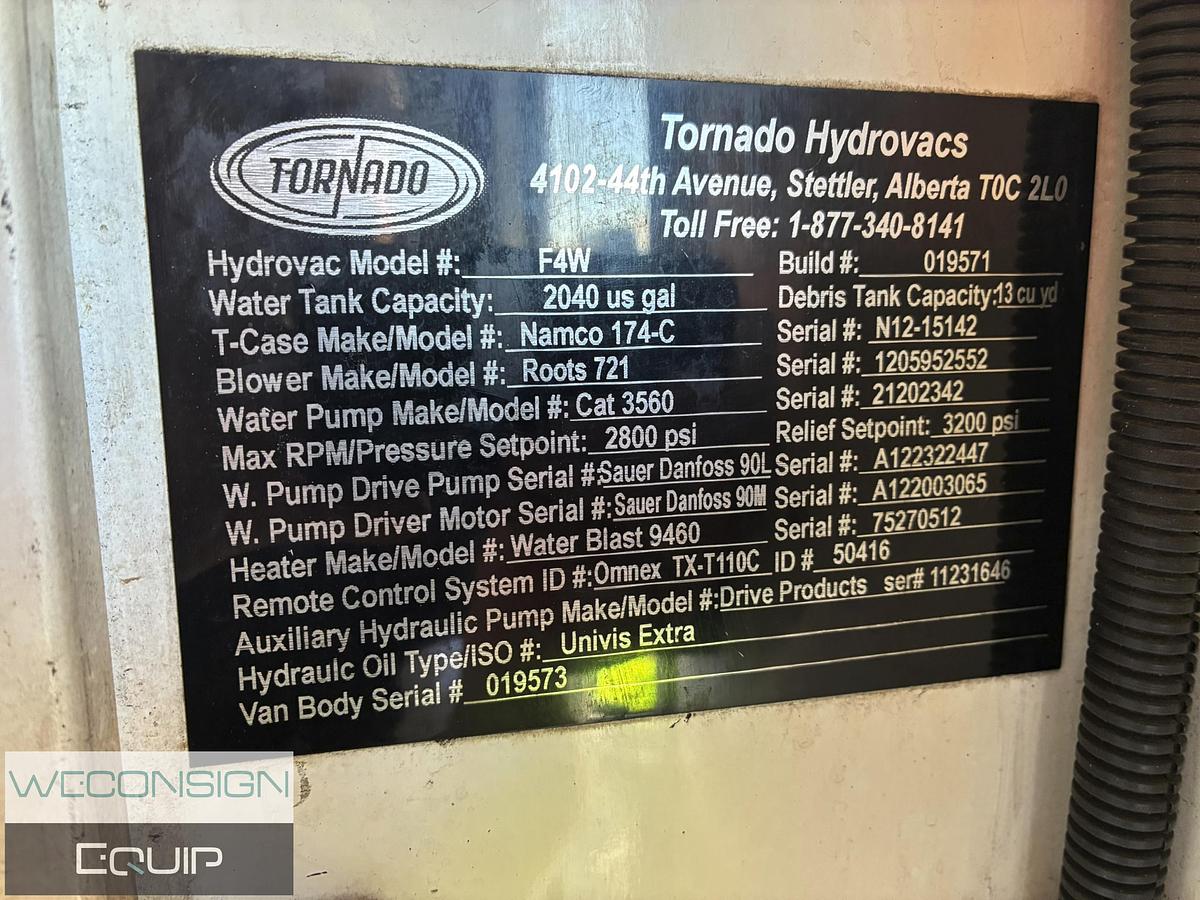 TORNADO
Tornado Hydrovacs
4102-44th Avenue, Stettler, Alberta T0C 2L0
Toll Free: 1-877-340-8141
Hydrovac Model #: F4W Build #: 019571
Water Tank Capacity: 2040 us gal Debris Tank Capacity: 13 cu yd
T-Case Make/Model #: Namco 174-C Serial #: N12-15142
Blower Make/Model #: Roots 721 Serial #: 1205952552
Water Pump Make/Model #: Cat 3560 Serial #: 21202342
Max RPM/Pressure Setpoint: 2800 psi Relief Setpoint: 3200 psi
W. Pump Drive Pump Serial #: Sauer Danfoss 90L Serial #: A122322447
W. Pump Driver Motor Serial #: Sauer Danfoss 90M Serial #: A122003065
Heater Make/Model #: Water Blast 9460 Serial #: 75270512
Remote Control System ID #: Omnex TX-T110C ID # 50416
Auxiliary Hydraulic Pump Make/Model #: Drive Products ser# 11231646
Hydraulc Oil Type/ISO #: Univis Extra
Van Body Serial # 019573
WECONSIGN
EQUIP